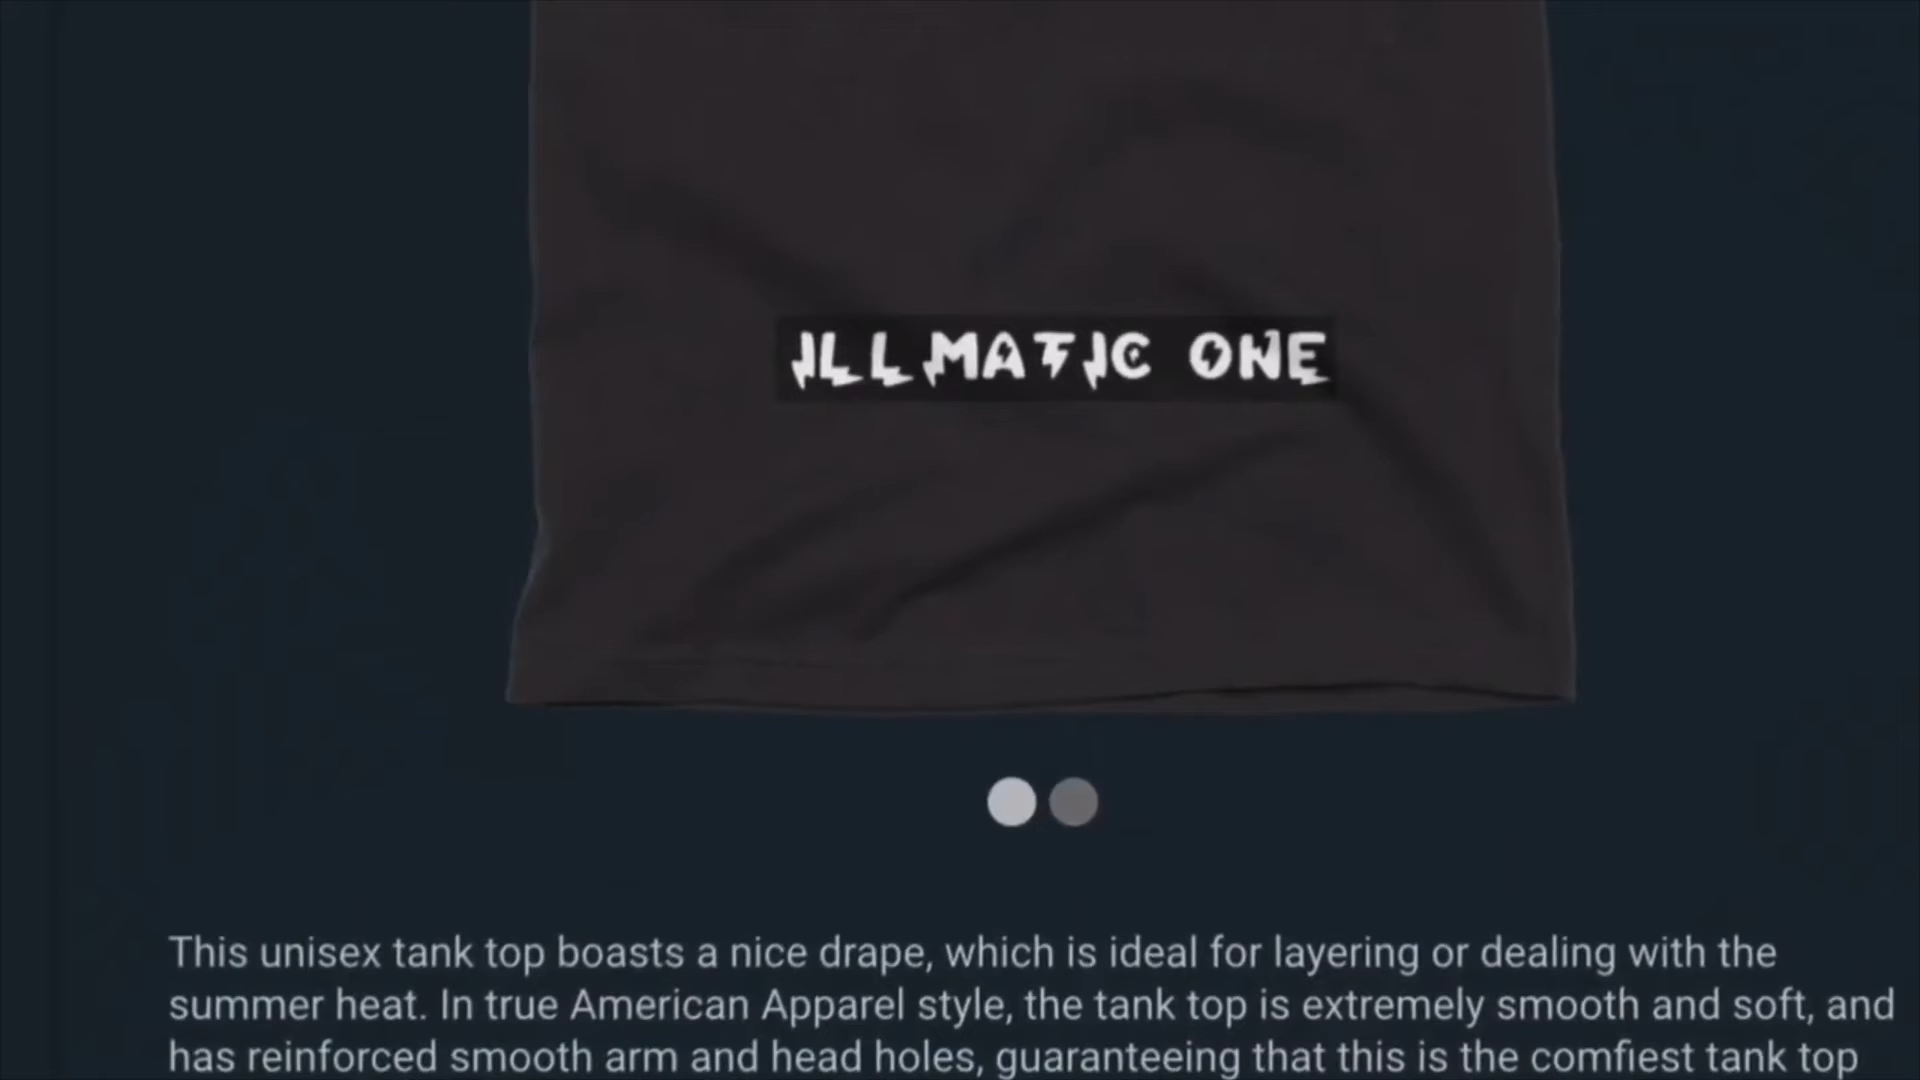 ILLMATIC ONE
This unisex tank top boasts a nice drape, which is ideal for layering or dealing with the
summer heat. In true American Apparel style, the tank top is extremely smooth and soft, and
has reinforced smooth arm and head holes, guaranteeing that this is the comfiest tank top